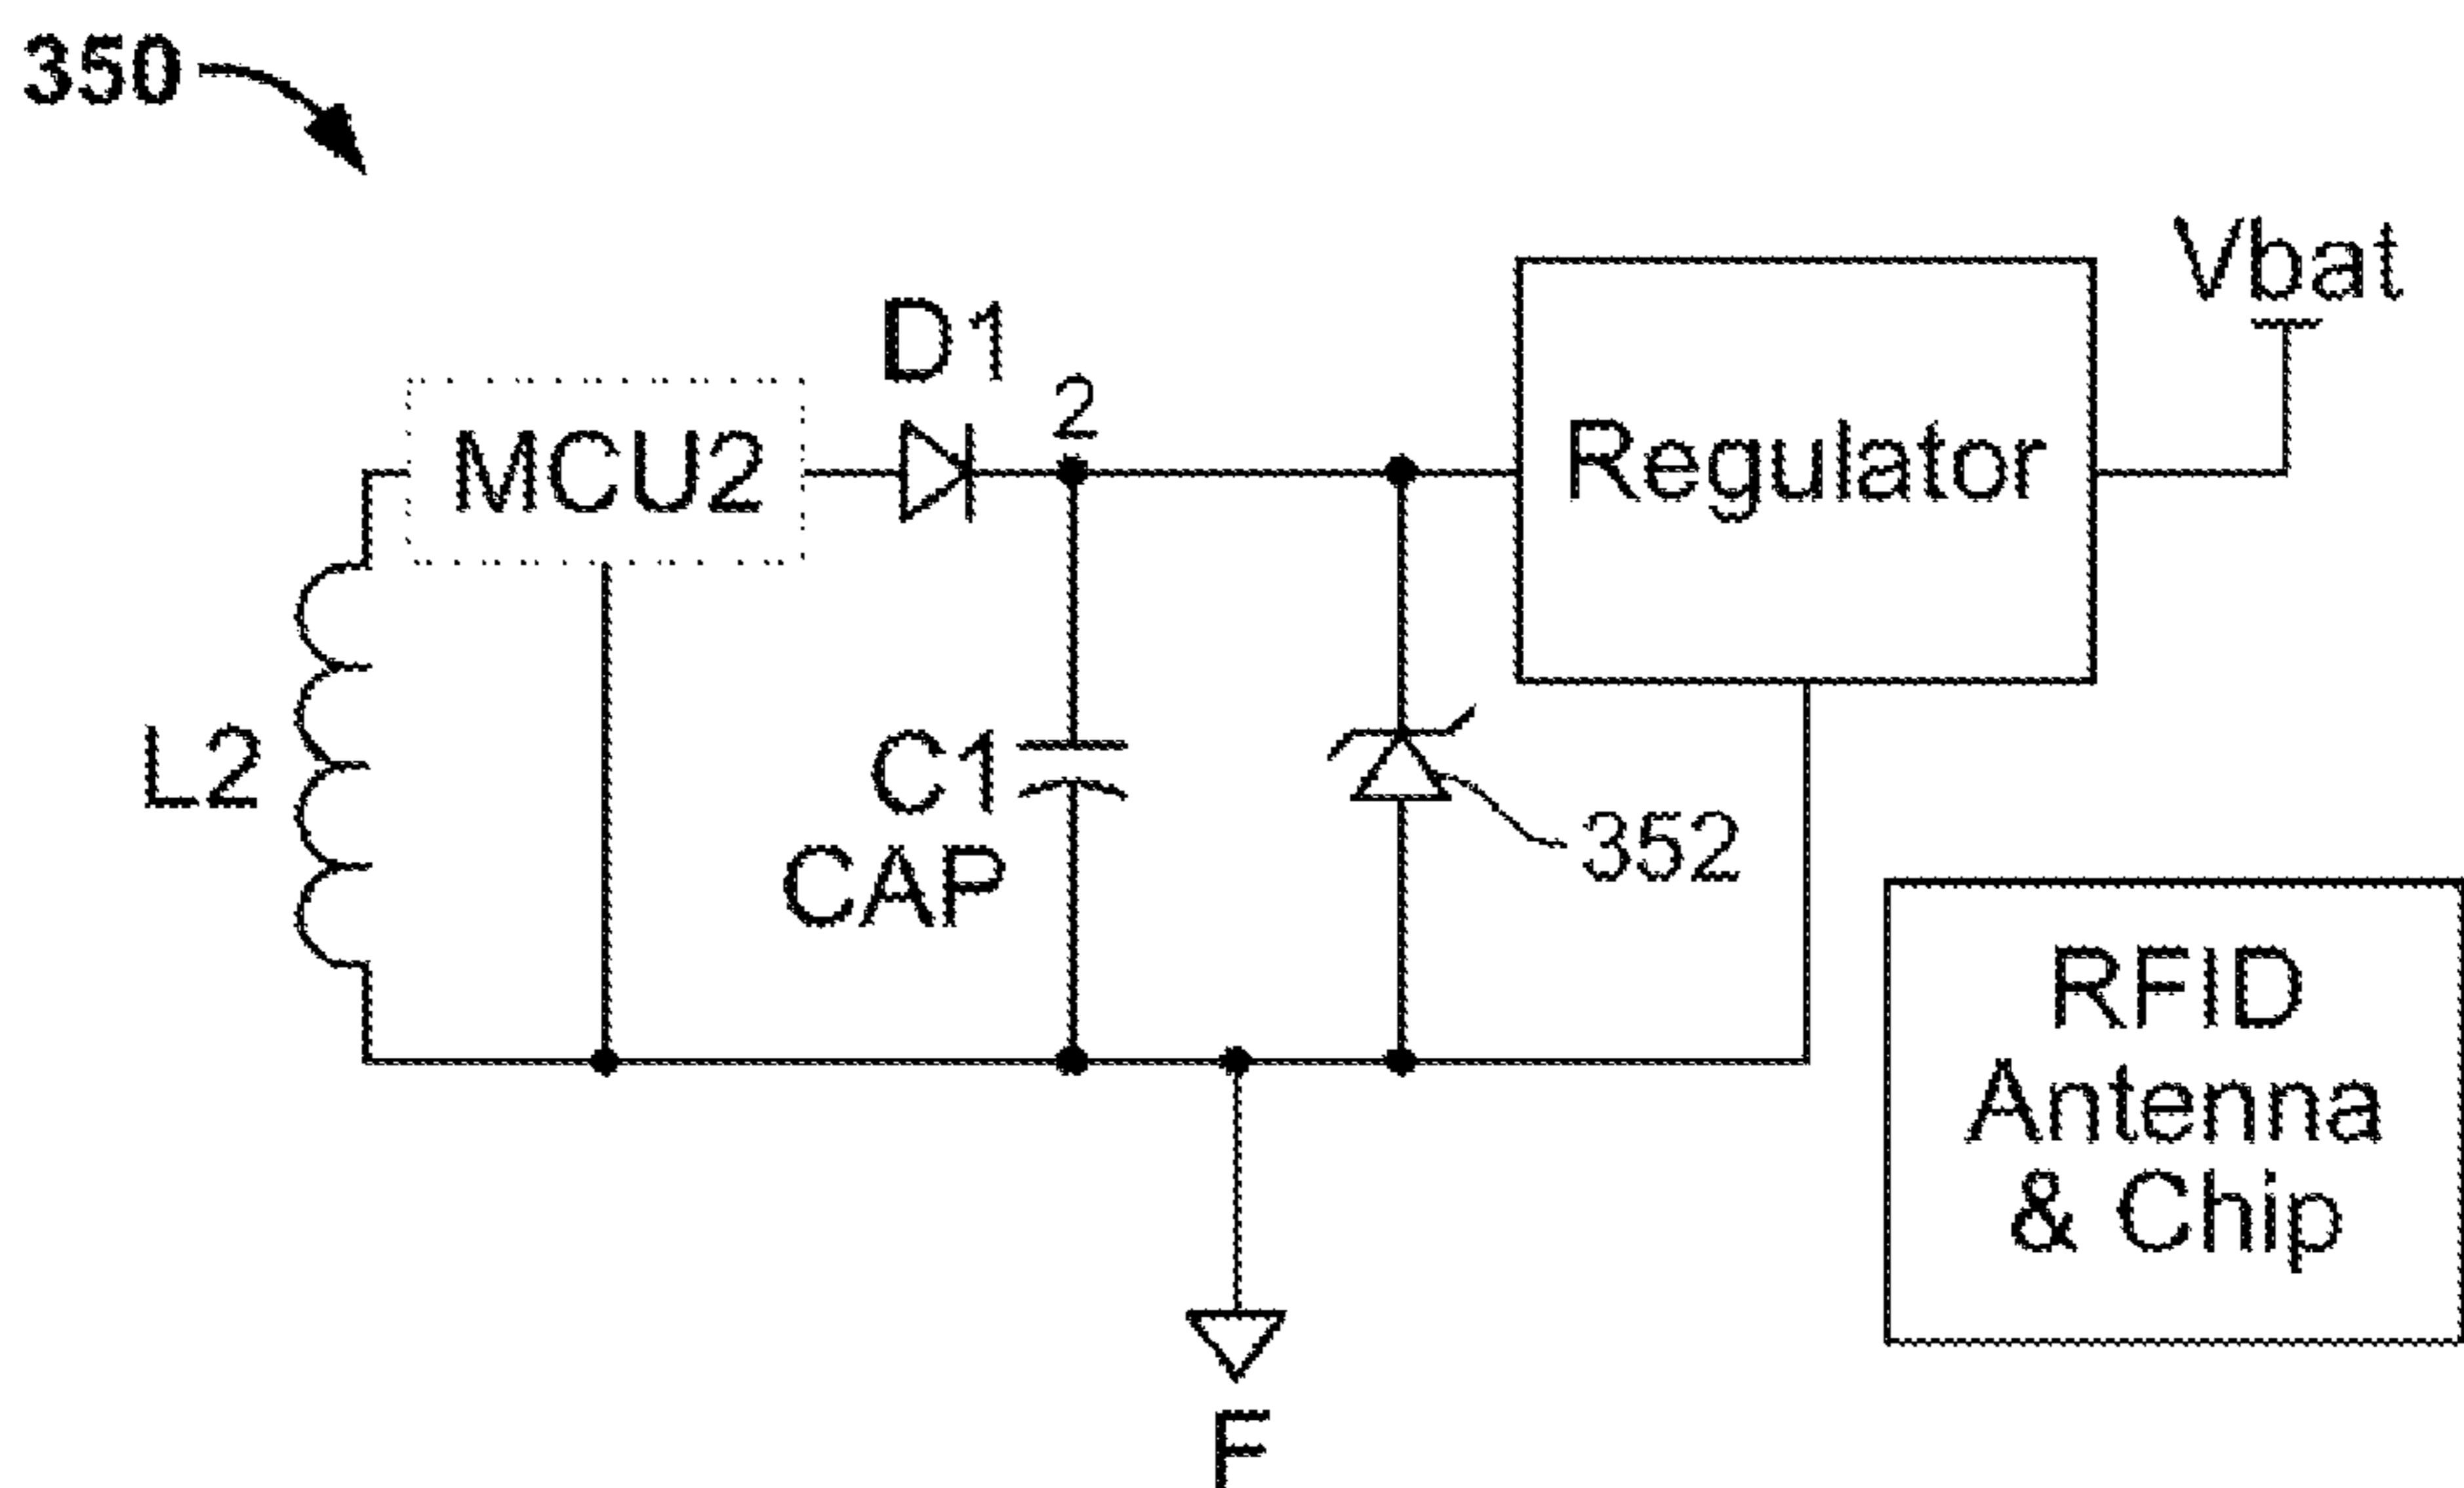 350
Vbat
D1
2
MCU2
Regulator
L2
C1
CAP
352
RFID
Antenna
& Chip